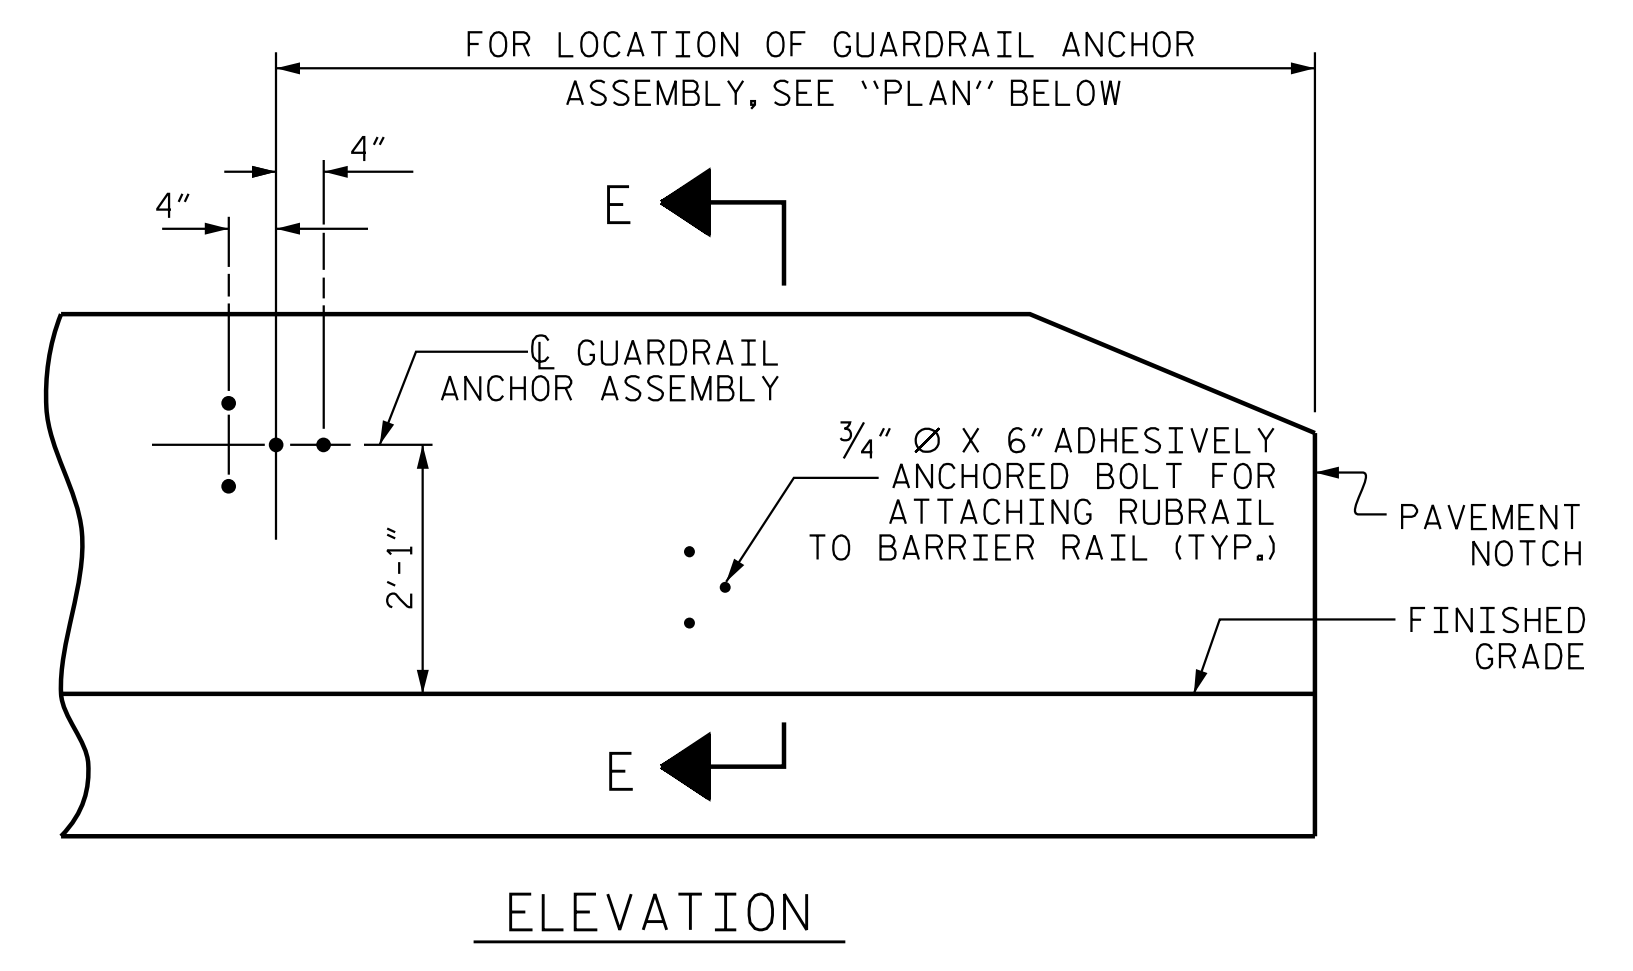 FOR LOCATION OF GUARDRAIL ANCHOR
ASSEMBLY, SEE "PLAN" BELOW
4"
4"
E
℄ GUARDRAIL
ANCHOR ASSEMBLY
3/4" Ø X 6" ADHESIVELY
ANCHORED BOLT FOR
ATTACHING RUBRAIL
TO BARRIER RAIL (TYP.)
2'-1"
PAVEMENT
NOTCH
FINISHED
GRADE
E
ELEVATION